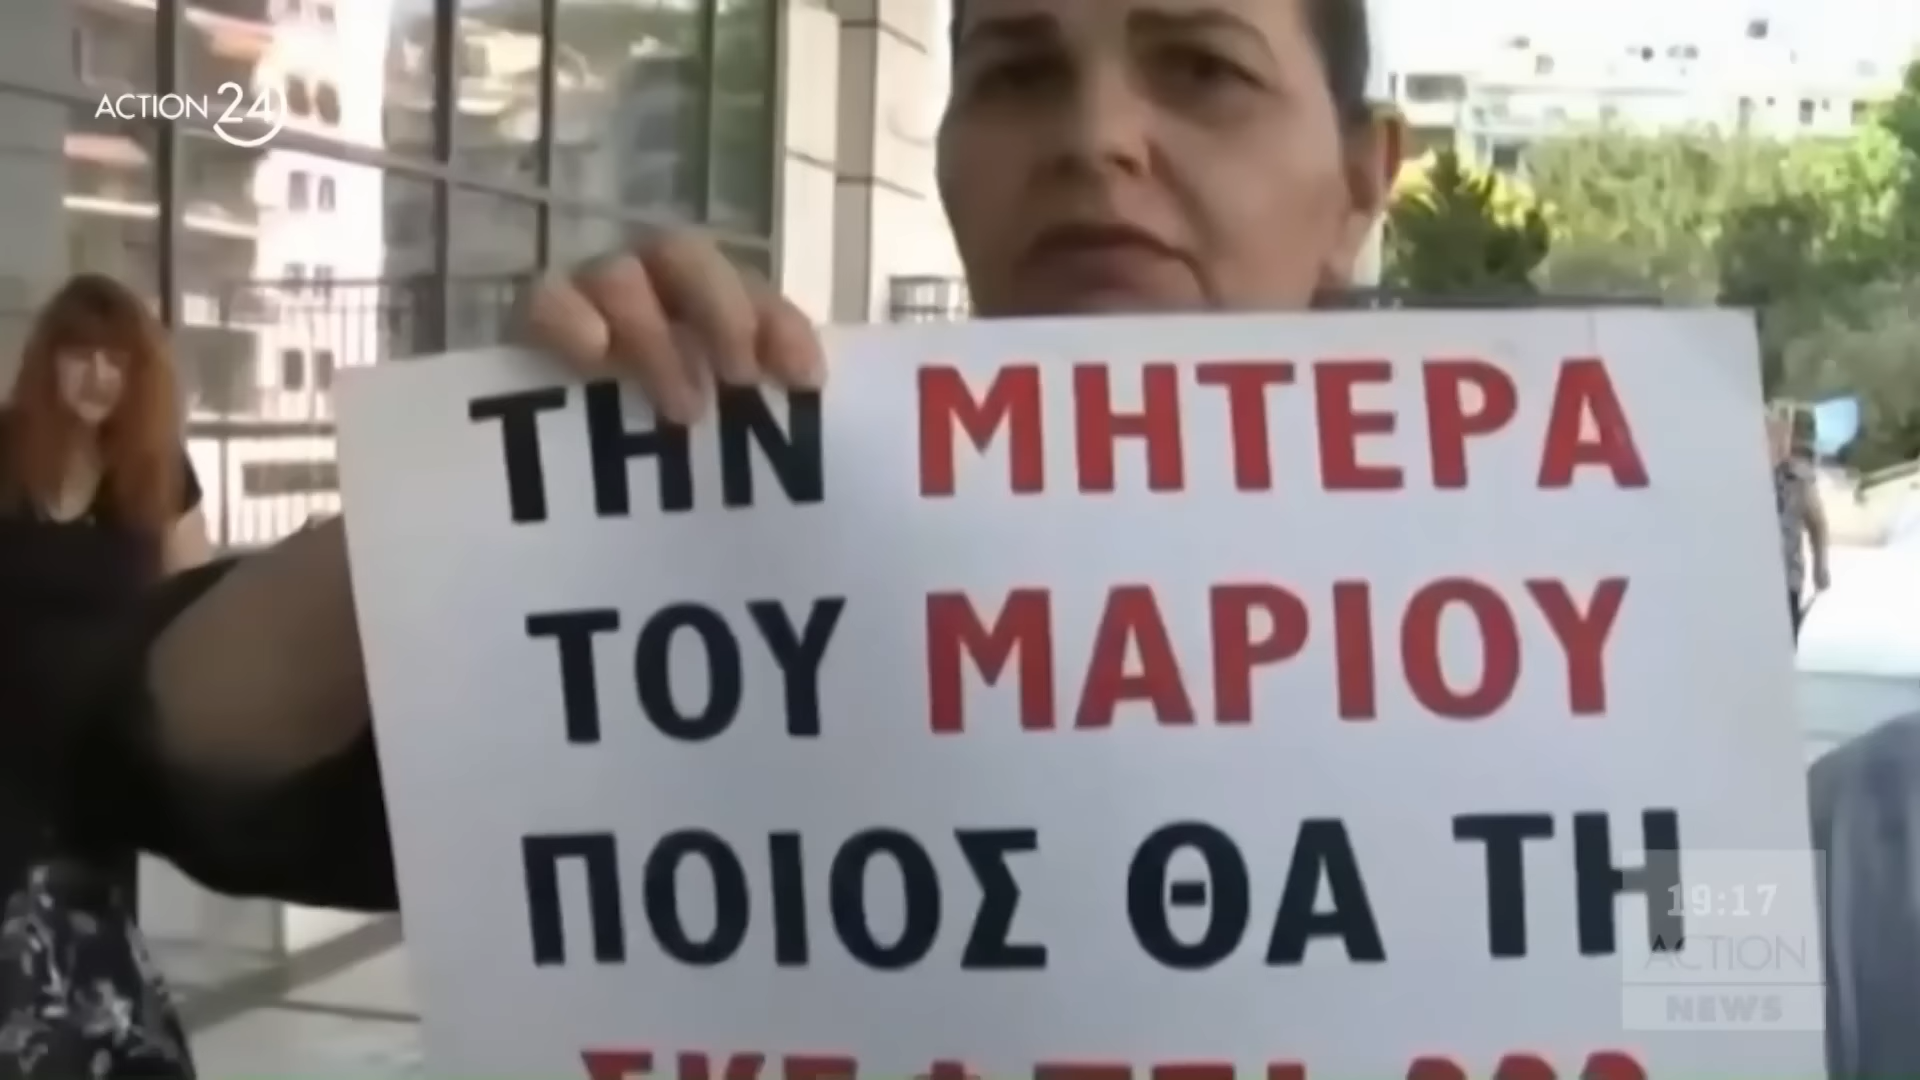 ACTION 24
ΤΗΝ ΜΗΤΕΡΑ
ΤΟΥ ΜΑΡΙΟΥ
ΠΟΙΟΣ ΘΑ ΤΗ
19:17
ACTION
NEWS